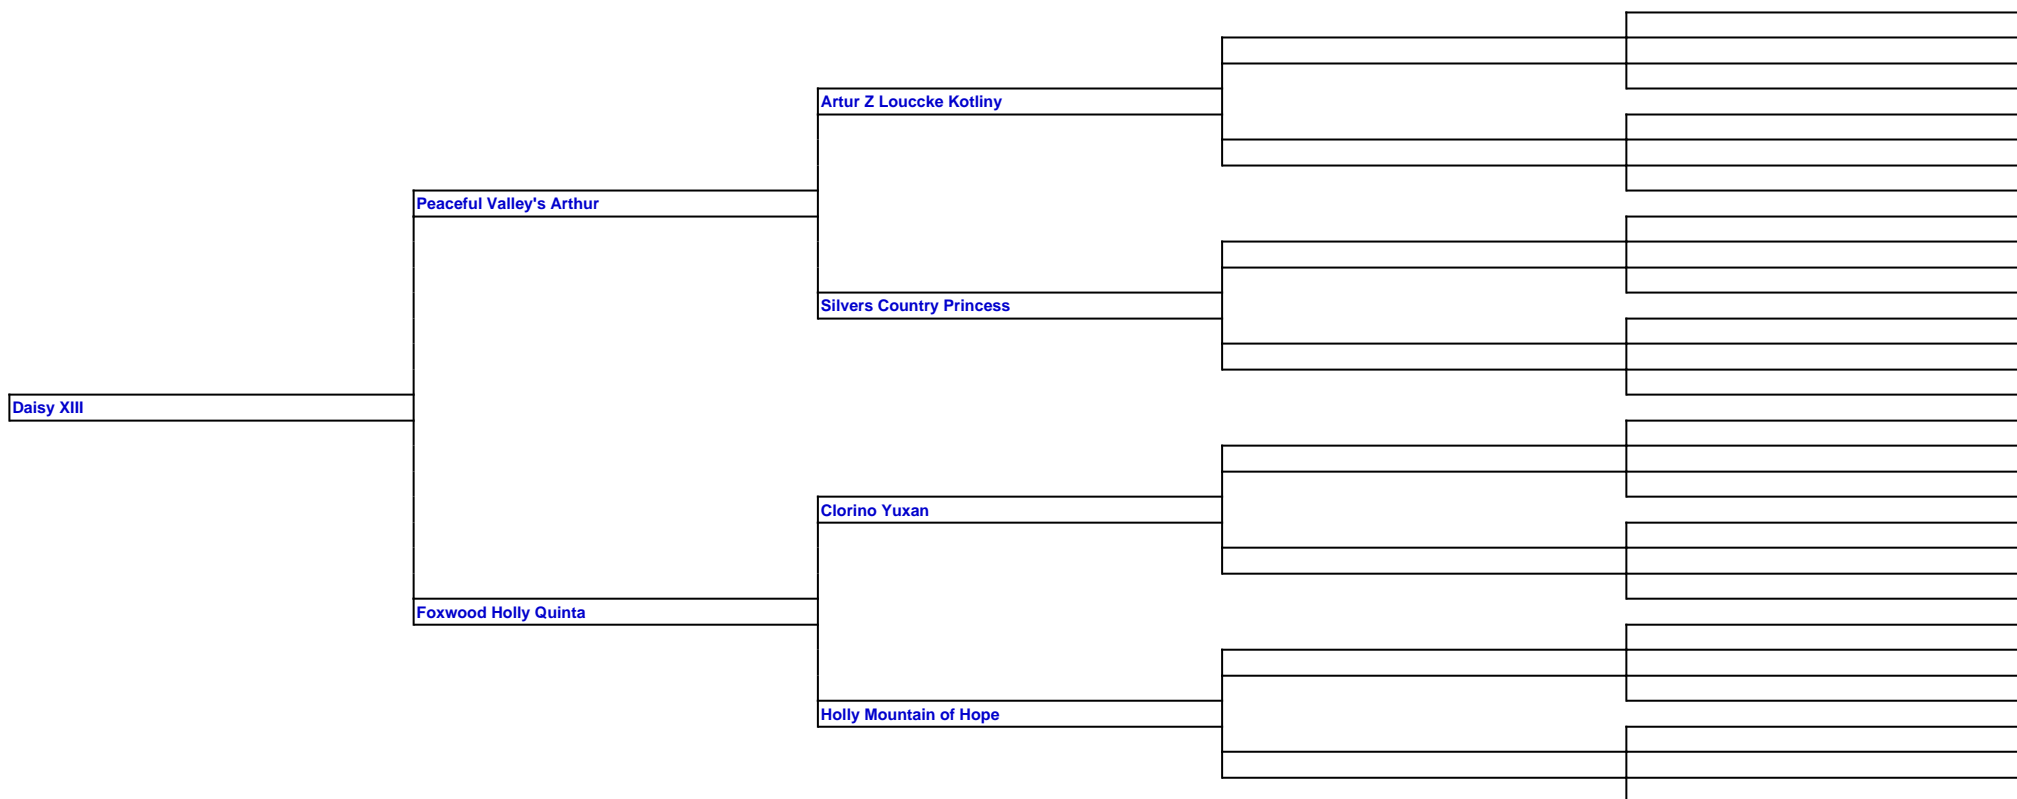 Artur Z Louccke Kotliny
Peaceful Valley's Arthur
Silvers Country Princess
Daisy XIII
Clorino Yuxan
Foxwood Holly Quinta
Holly Mountain of Hope